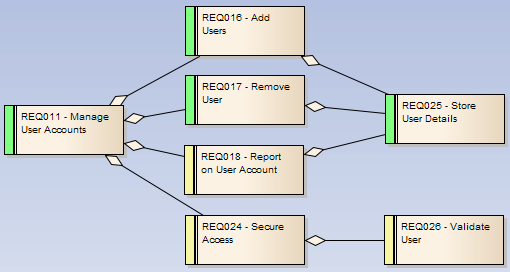 REQ016 - Add
Users
REQ017 - Remove
User
REQ011 - Manage
User Accounts
REQ025 - Store
User Details
REQ018 - Report
on User Account
REQ024 - Secure
Access
REQ026 - Validate
User